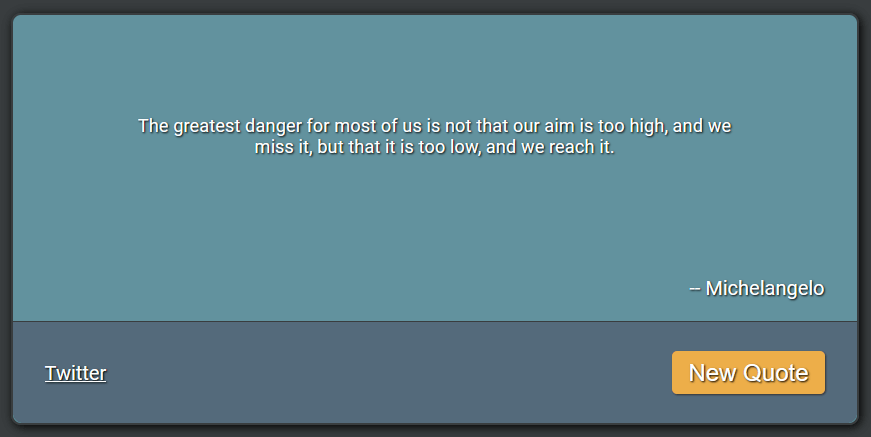 The greatest danger for most of us is not that our aim is too high, and we
miss it, but that it is too low, and we reach it.
-- Michelangelo
Twitter
New Quote